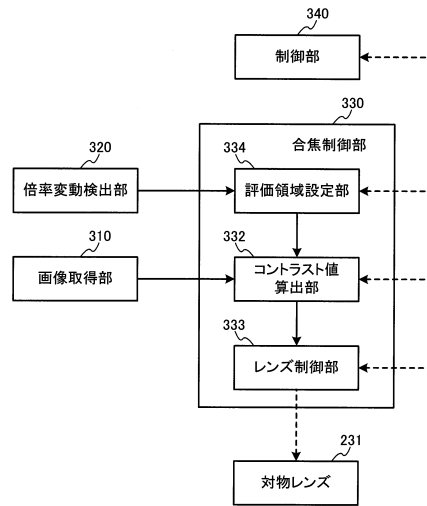 340
制御部
330
合焦制御部
320
倍率変動検出部
334
評価領域設定部
310
画像取得部
332
コントラスト値
算出部
333
レンズ制御部
231
対物レンズ